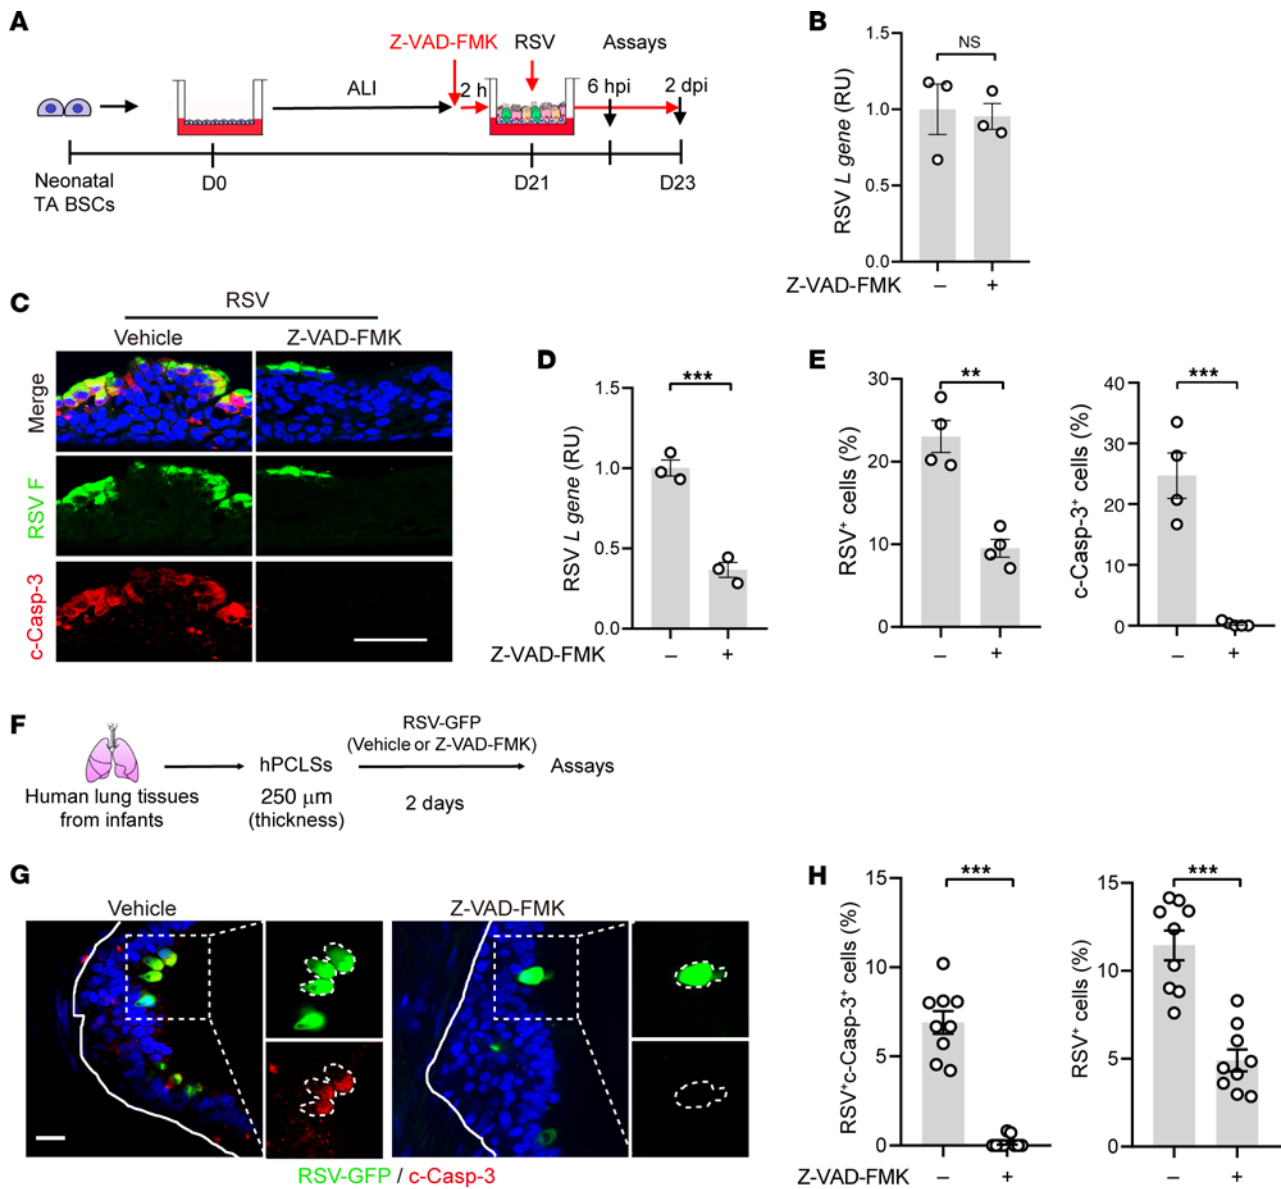 A
Z-VAD-FMK
RSV
Assays
ALI
2 h
6 hpi
2 dpi
Neonatal
TA BSCs
D0
D21
D23
B
RSV L gene (RU)
1.5
1.0
0.5
0.0
NS
Z-VAD-FMK
–
+
C
RSV
Vehicle
Z-VAD-FMK
Merge
RSV F
c-Casp-3
D
RSV L gene (RU)
1.5
1.0
0.5
0.0
***
Z-VAD-FMK
–
+
E
RSV+ cells (%)
30
20
10
0
**
–
+
c-Casp-3+ cells (%)
40
30
20
10
0
***
–
+
F
Human lung tissues
from infants
hPCLSs
250 μm
(thickness)
RSV-GFP
(Vehicle or Z-VAD-FMK)
2 days
Assays
G
Vehicle
Z-VAD-FMK
RSV-GFP / c-Casp-3
H
RSV+c-Casp-3+ cells (%)
15
10
5
0
***
Z-VAD-FMK
–
+
RSV+ cells (%)
15
10
5
0
***
–
+